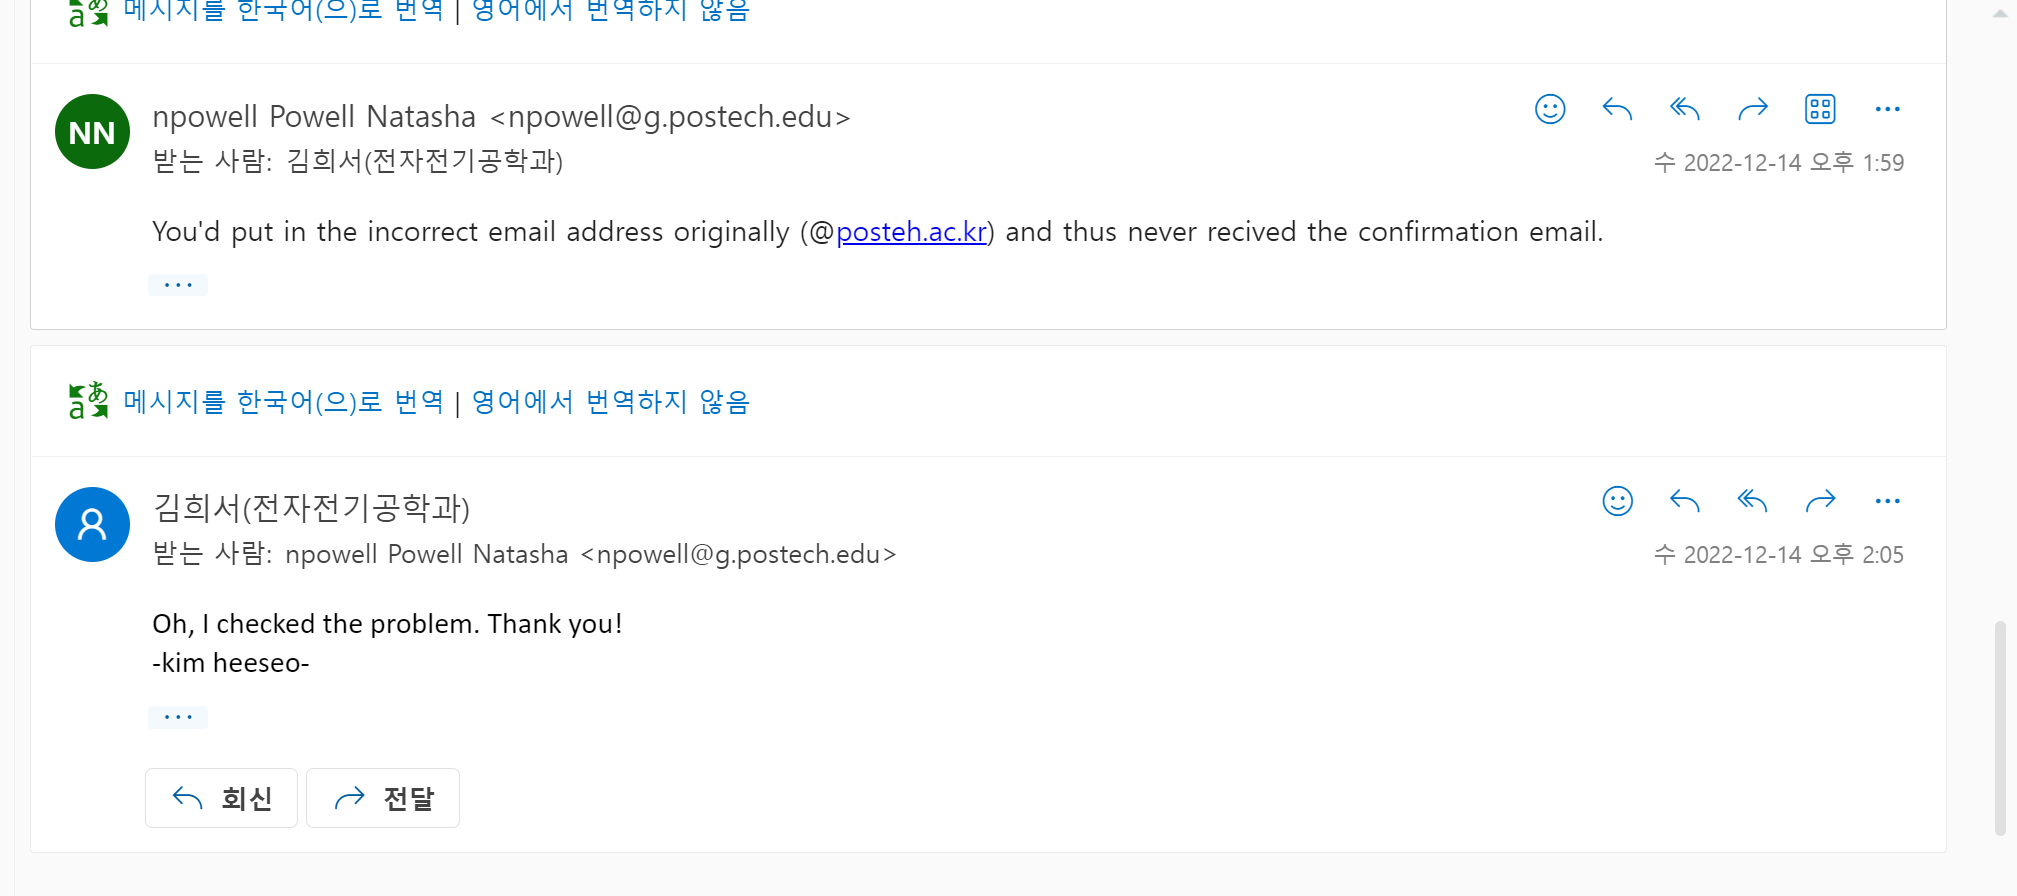 메시지를 한국어(으)로 번역 | 영어에서 번역하지 않음
NN
npowell Powell Natasha <npowell@g.postech.edu>
받는 사람: 김희서(전자전기공학과)
수 2022-12-14 오후 1:59
You'd put in the incorrect email address originally (@posteh.ac.kr) and thus never recived the confirmation email.
...
메시지를 한국어(으)로 번역 | 영어에서 번역하지 않음
김희서(전자전기공학과)
받는 사람: npowell Powell Natasha <npowell@g.postech.edu>
수 2022-12-14 오후 2:05
Oh, I checked the problem. Thank you!
-kim heeseo-
...
회신
전달